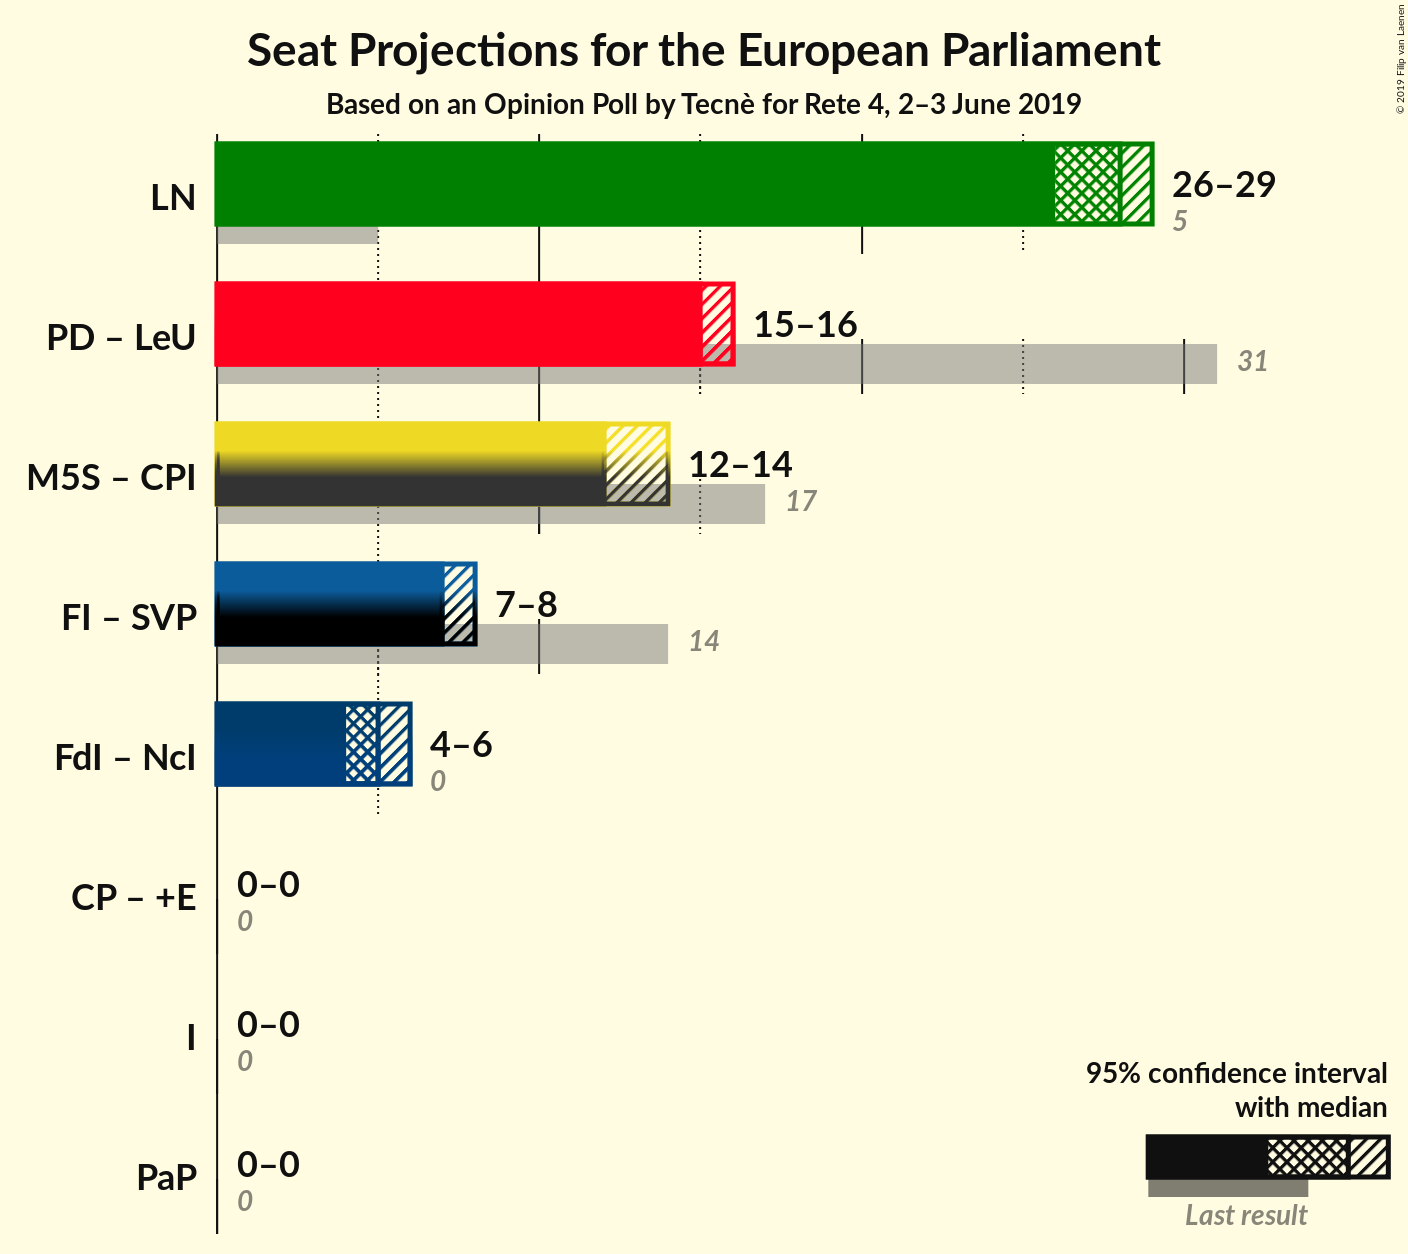 Seat Projections for the European Parliament
Based on an Opinion Poll by Tecnè for Rete 4, 2–3 June 2019
© 2019 Filip van Laenen
LN
26–29
5
PD – LeU
15–16
31
M5S – CPI
12–14
17
FI – SVP
7–8
14
FdI – NcI
4–6
0
CP – +E
0–0
0
I
0–0
0
PaP
0–0
0
95% confidence interval
with median
Last result